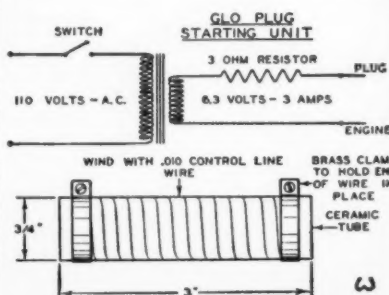 GLO PLUG
STARTING UNIT
SWITCH
3 OHM RESISTOR
PLUG
110 VOLTS - A.C.
6.3 VOLTS - 3 AMPS
ENGINE
WIND WITH .010 CONTROL LINE
WIRE
BRASS CLAM
TO HOLD EN
OF WIRE I
PLACE
CERAMIC
TUBE
3/4"
3"